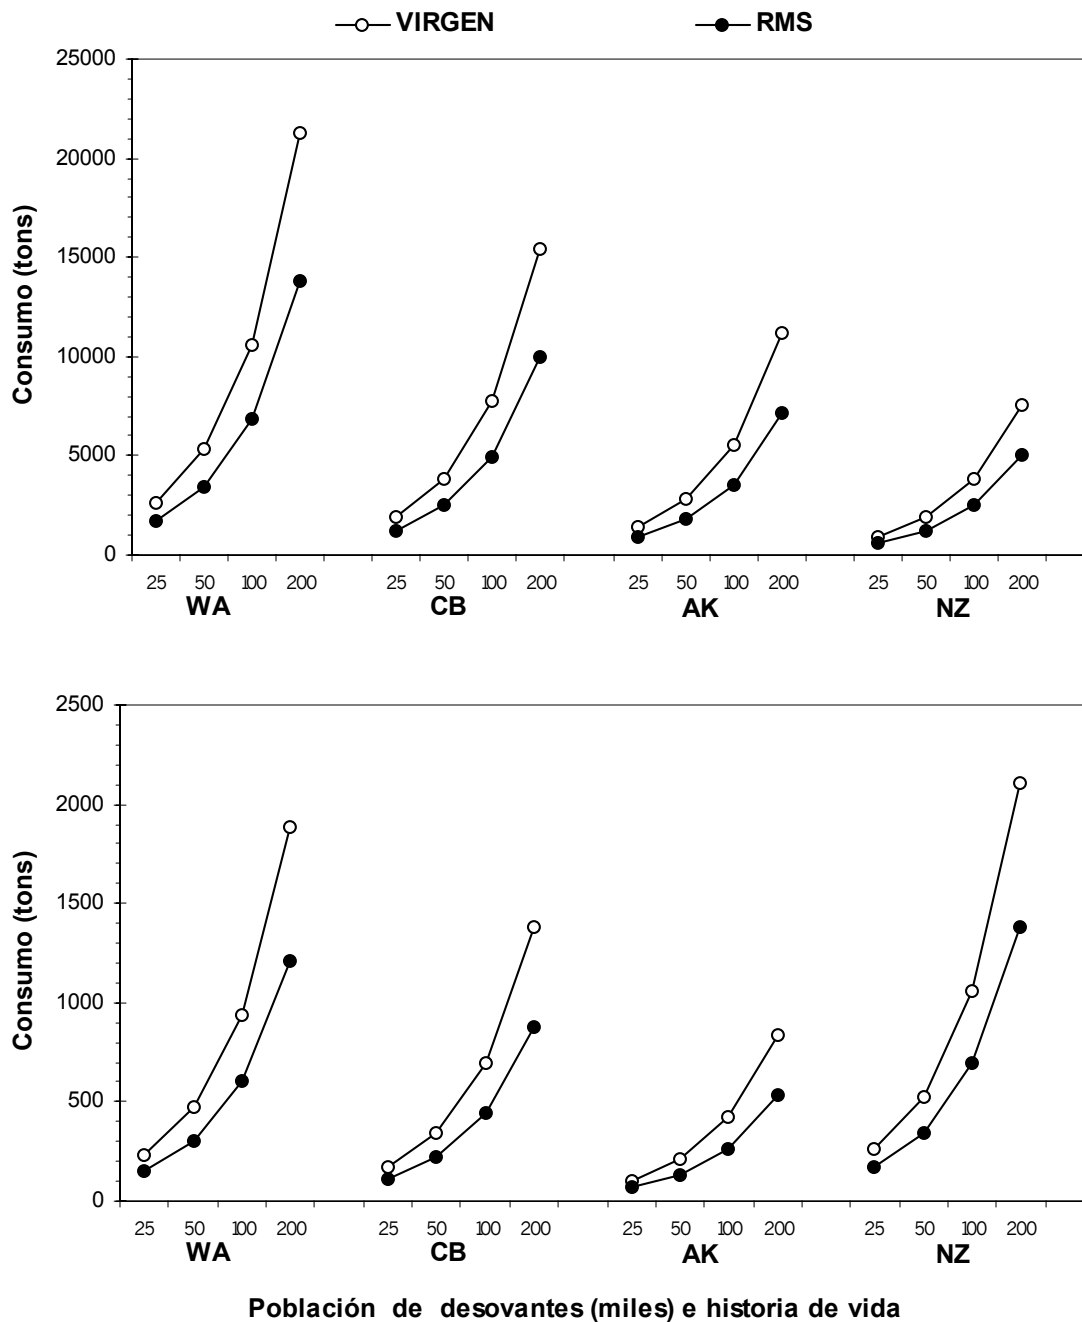 VIRGEN RMS
25000
20000
15000
10000
5000
0
Consumo (tons)
25 50 100 200 25 50 100 200 25 50 100 200 25 50 100 200
WA CB AK NZ
2500
2000
1500
1000
500
0
Consumo (tons)
25 50 100 200 25 50 100 200 25 50 100 200 25 50 100 200
WA CB AK NZ
Población de desovantes (miles) e historia de vida